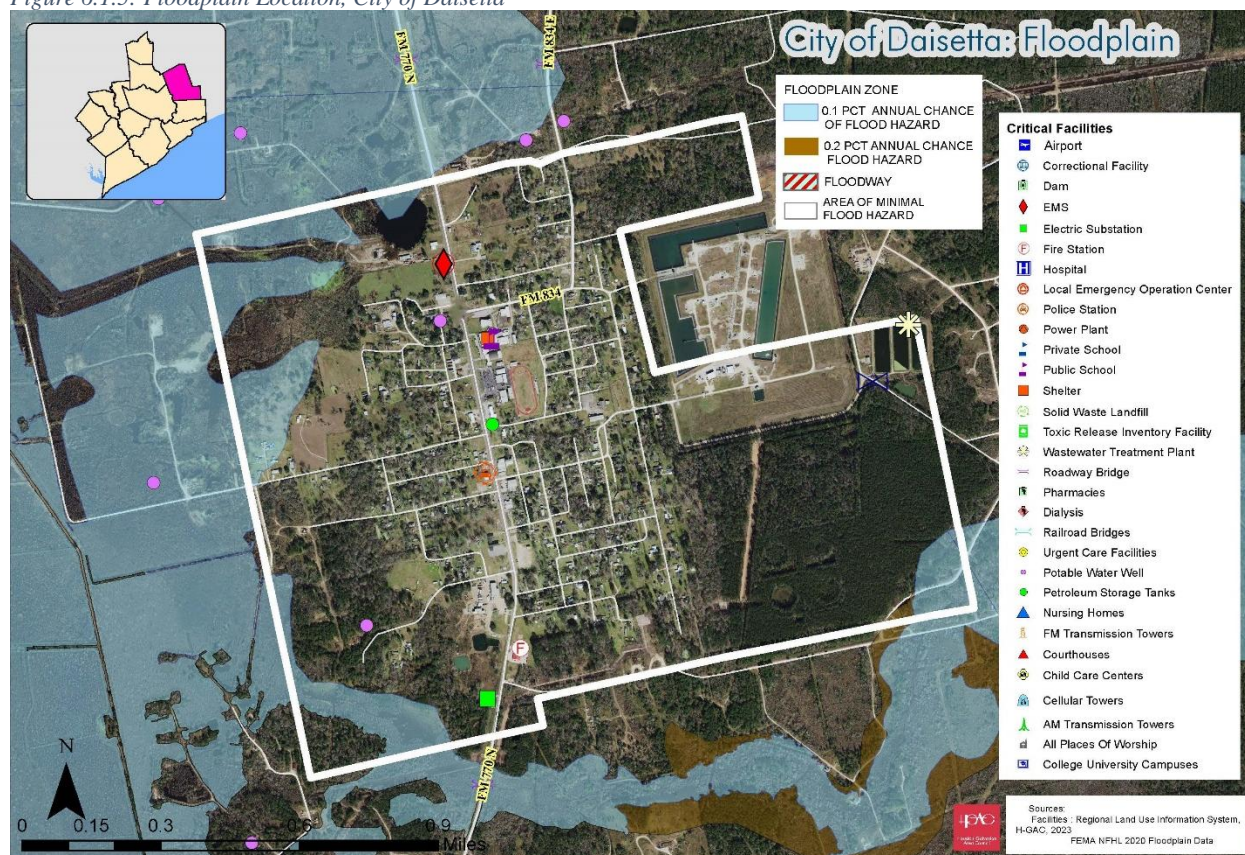 Figure 6.1.3: Floodplain Location, City of Daisetta
City of Daisetta: Floodplain
FM 770 N
FM 834 E
FLOODPLAIN ZONE
0.1 PCT ANNUAL CHANCE
OF FLOOD HAZARD
0.2 PCT ANNUAL CHANCE
FLOOD HAZARD
FLOODWAY
AREA OF MINIMAL
FLOOD HAZARD
Critical Facilities
Airport
Correctional Facility
Dam
EMS
Electric Substation
F Fire Station
H Hospital
Local Emergency Operation Center
Police Station
Power Plant
Private School
Public School
Shelter
Solid Waste Landfill
Toxic Release Inventory Facility
Wastewater Treatment Plant
Roadway Bridge
Pharmacies
Dialysis
Railroad Bridges
Urgent Care Facilities
Potable Water Well
Petroleum Storage Tanks
Nursing Homes
FM Transmission Towers
Courthouses
Child Care Centers
Cellular Towers
AM Transmission Towers
All Places Of Worship
College University Campuses
FM 834
F
FM 770 N
N
0 0.15 0.3 0.6 0.9
Miles
Sources:
Facilities : Regional Land Use Information System,
H-GAC, 2023
FEMA NFHL 2020 Floodplain Data